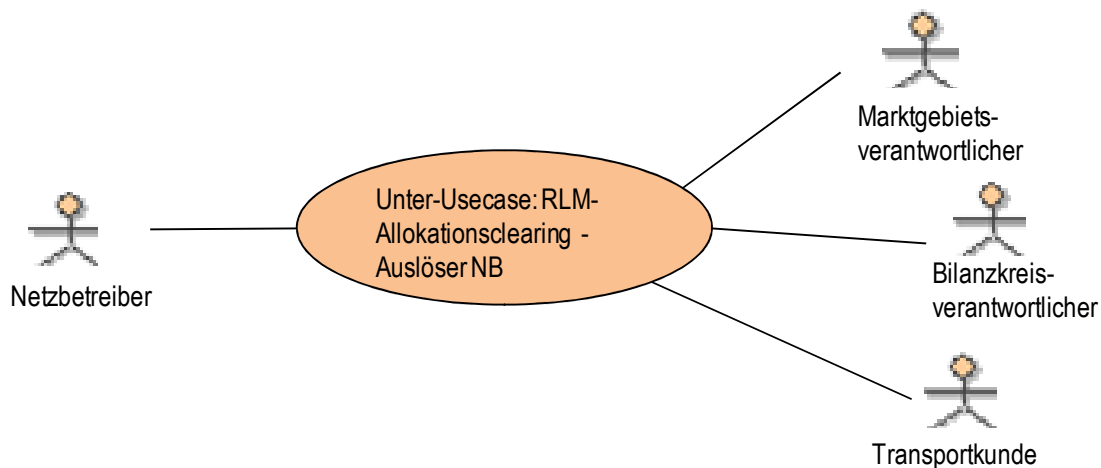 Marktgebiets-
verantwortlicher
Unter-Usecase: RLM-
Allokationsclearing -
Auslöser NB
Netzbetreiber
Bilanzkreis-
verantwortlicher
Transportkunde